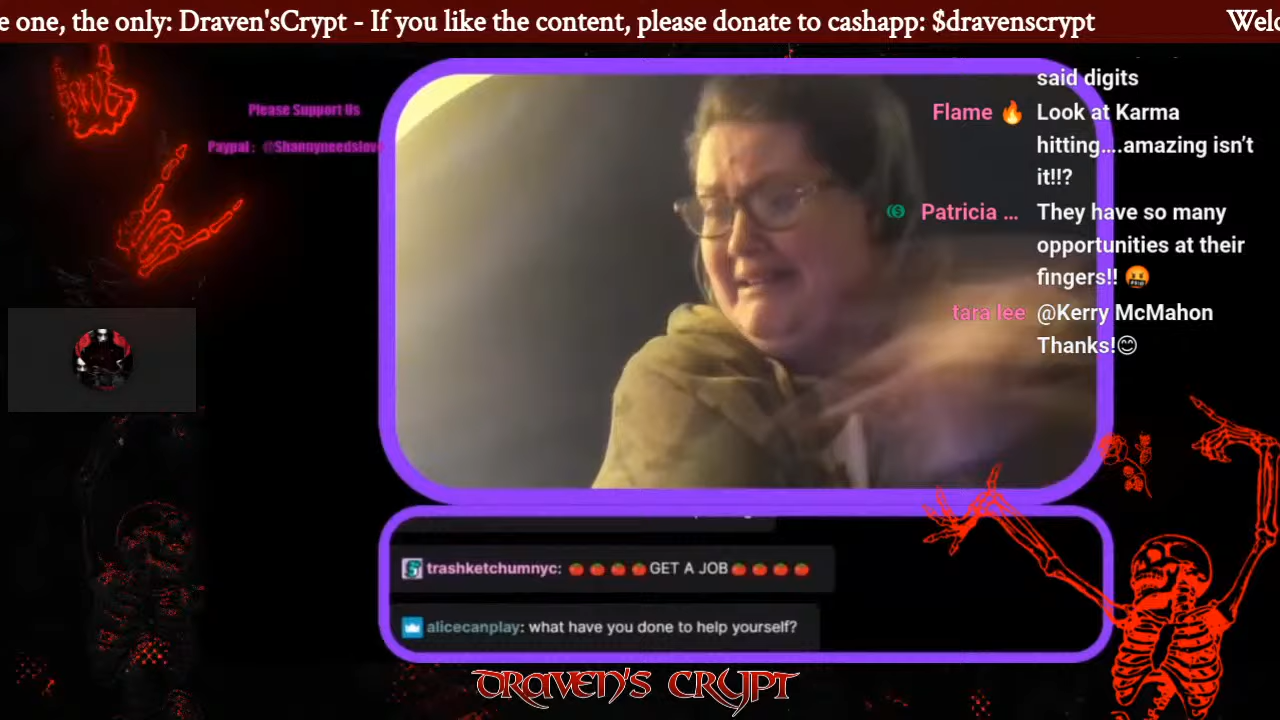 e one, the only: Draven'sCrypt - If you like the content, please donate to cashapp: $dravenscrypt Welc
Please Support Us
Paypal : @Shannyneedslove
said digits
Flame 🔥 Look at Karma
hitting....amazing isn't
it!!?
Patricia ... They have so many
opportunities at their
fingers!! 🤬
tara lee @Kerry McMahon
Thanks!😊
trashketchumnyc: 🍅🍅🍅🍅GET A JOB🍅🍅🍅🍅
alicecanplay: what have you done to help yourself?
DRAVEN'S CRYPT